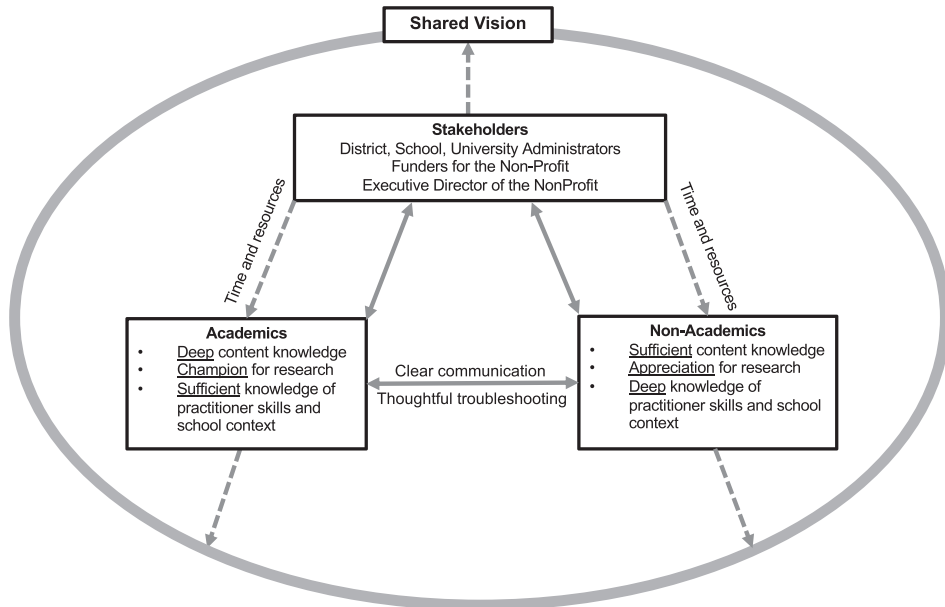 Shared Vision
Stakeholders
District, School, University Administrators
Funders for the Non-Profit
Executive Director of the NonProfit
Time and resources
Time and resources
Academics
• Deep content knowledge
• Champion for research
• Sufficient knowledge of
practitioner skills and
school context
Clear communication
Thoughtful troubleshooting
Non-Academics
• Sufficient content knowledge
• Appreciation for research
• Deep knowledge of
practitioner skills and school
context